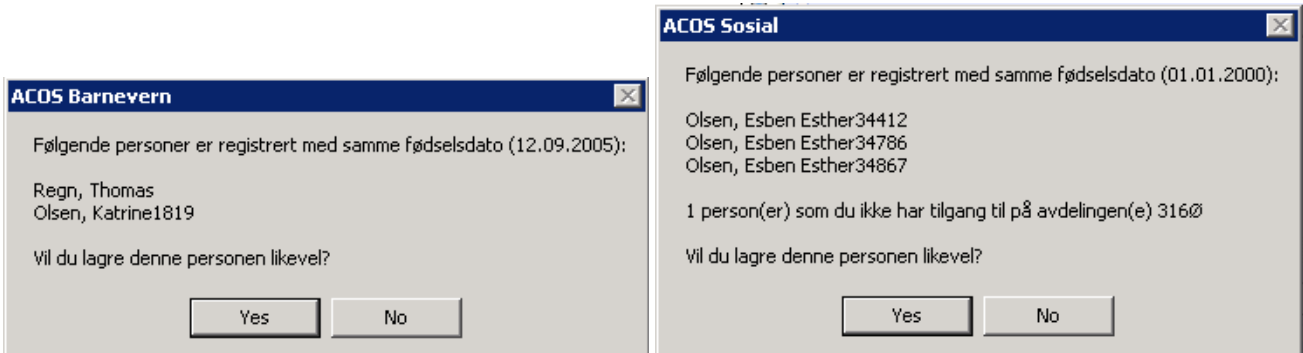 ACOS Barnevern
Følgende personer er registrert med samme fødselsdato (12.09.2005):
Regn, Thomas
Olsen, Katrine1819
Vil du lagre denne personen likevel?
Yes
No
ACOS Sosial
Følgende personer er registrert med samme fødselsdato (01.01.2000):
Olsen, Esben Esther34412
Olsen, Esben Esther34786
Olsen, Esben Esther34867
1 person(er) som du ikke har tilgang til på avdelingen(e) 316Ø
Vil du lagre denne personen likevel?
Yes
No